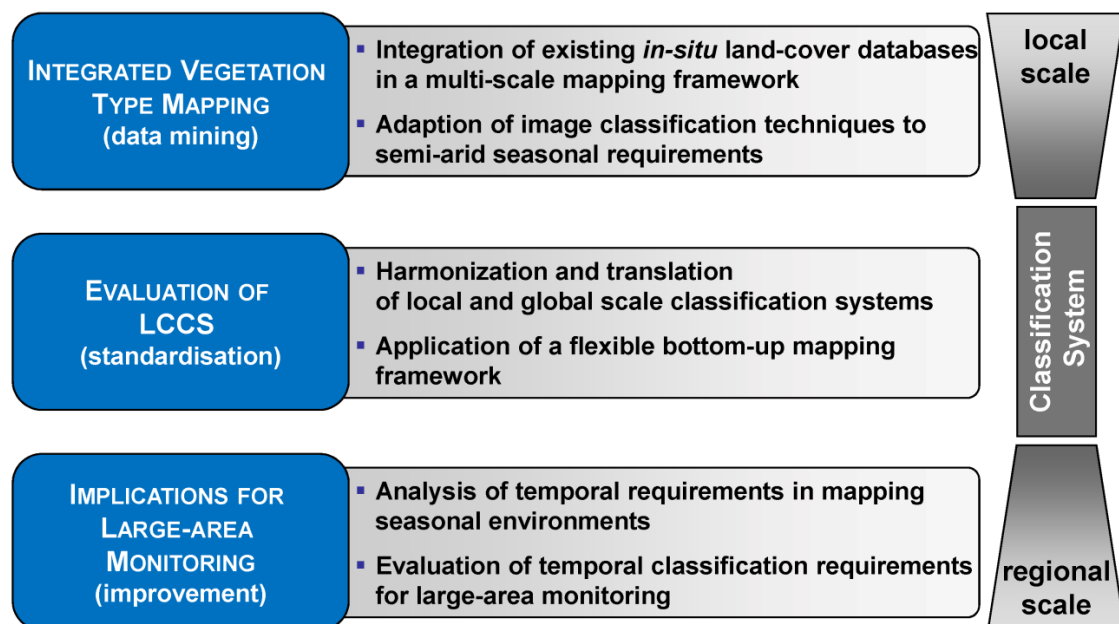 INTEGRATED VEGETATION
TYPE MAPPING
(data mining)
▪ Integration of existing in-situ land-cover databases
in a multi-scale mapping framework
▪ Adaption of image classification techniques to
semi-arid seasonal requirements
local
scale
EVALUATION OF
LCCS
(standardisation)
▪ Harmonization and translation
of local and global scale classification systems
▪ Application of a flexible bottom-up mapping
framework
Classification
System
IMPLICATIONS FOR
LARGE-AREA
MONITORING
(improvement)
▪ Analysis of temporal requirements in mapping
seasonal environments
▪ Evaluation of temporal classification requirements
for large-area monitoring
regional
scale